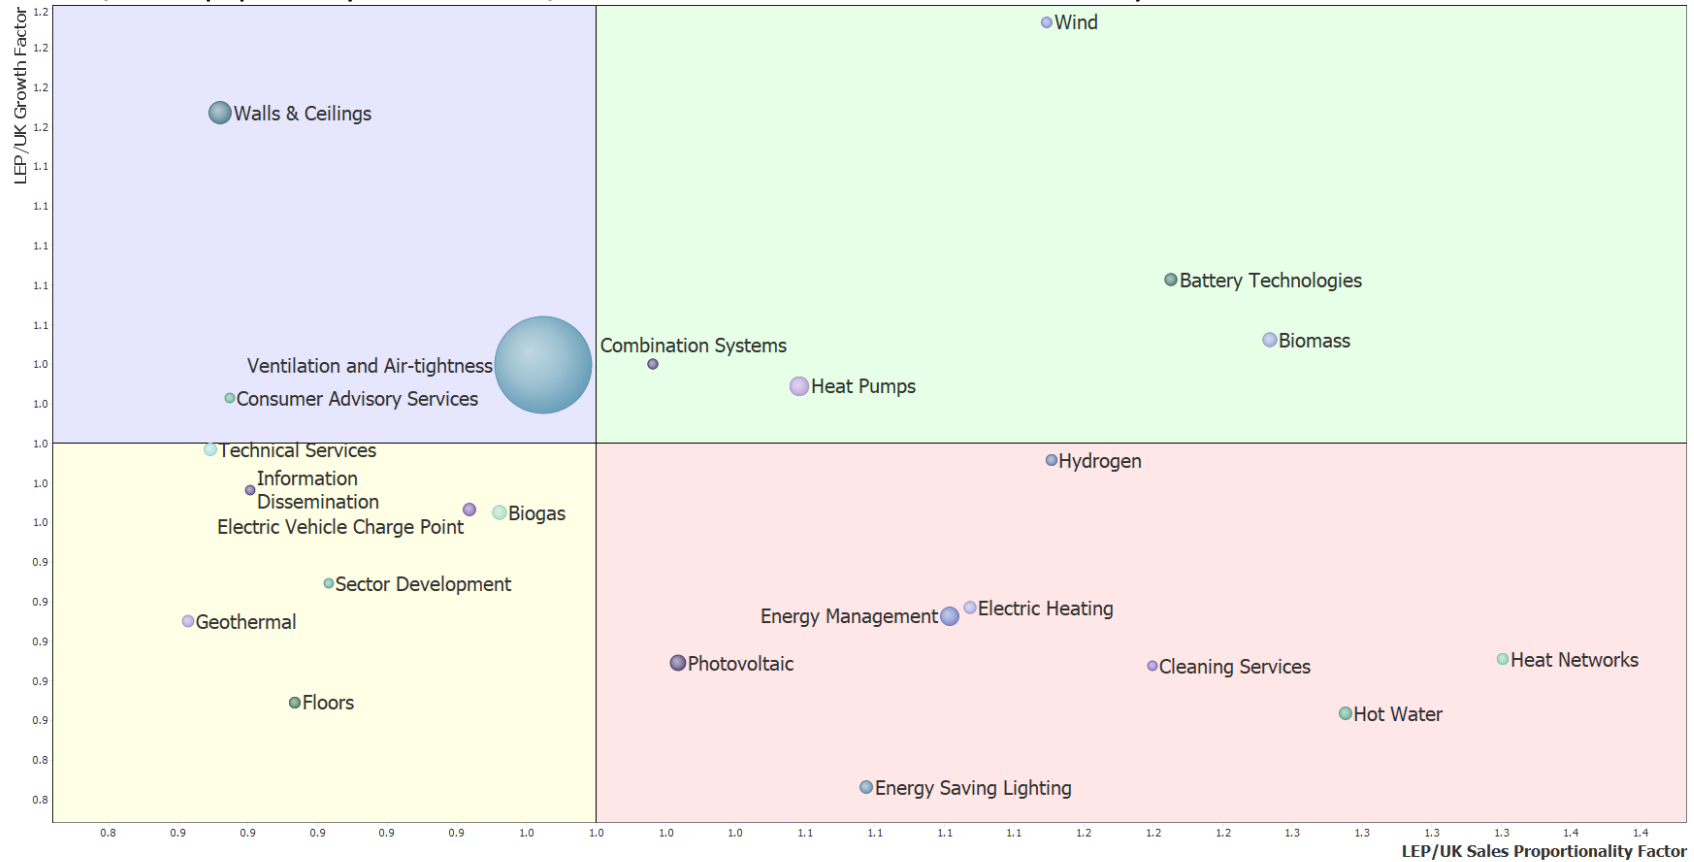 LEP/UK Growth Factor
1.2
1.2
1.2
1.2
1.1
1.1
1.1
1.1
1.1
1.0
1.0
1.0
1.0
1.0
0.9
0.9
0.9
0.9
0.9
0.8
0.8
Wind
Walls & Ceilings
Battery Technologies
Biomass
Combination Systems
Ventilation and Air-tightness
Heat Pumps
Consumer Advisory Services
Technical Services
Hydrogen
Information
Dissemination
Electric Vehicle Charge Point
Biogas
Sector Development
Geothermal
Energy Management
Electric Heating
Photovoltaic
Cleaning Services
Heat Networks
Floors
Hot Water
Energy Saving Lighting
0.8 0.9 0.9 0.9 0.9 0.9 1.0 1.0 1.0 1.0 1.1 1.1 1.1 1.1 1.2 1.2 1.2 1.3 1.3 1.3 1.3 1.4 1.4
LEP/UK Sales Proportionality Factor